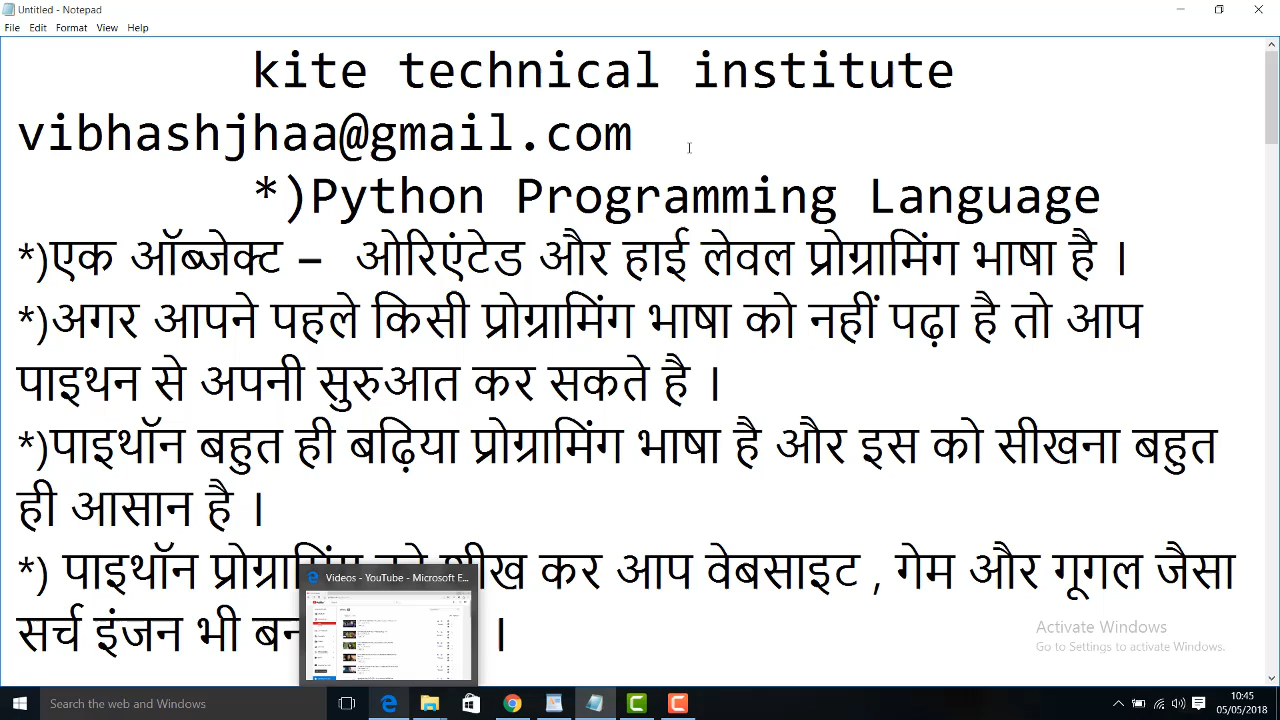 Untitled - Notepad
File Edit Format View Help
kite technical institute
vibhashjhaa@gmail.com
*)Python Programming Language
*)एक ऑब्जेक्ट – ओरिएंटेड और हाई लेवल प्रोग्रामिंग भाषा है ।
*)अगर आपने पहले किसी प्रोग्रामिंग भाषा को नहीं पढ़ा है तो आप
पाइथन से अपनी सुरुआत कर सकते है ।
*)पाइथॉन बहुत ही बढ़िया प्रोग्रामिंग भाषा है और इस को सीखना बहुत
ही आसान है ।
*) पाइथॉन प्रोग्रामिंग शीख कर आप वेबसाइट , गेम और गूगल जैसा
सर्च इंजन भी ।
Videos - YouTube - Microsoft E...
Activate Windows
Go to Settings to activate Windows.
Search the web and Windows
10:45
05/05/2018